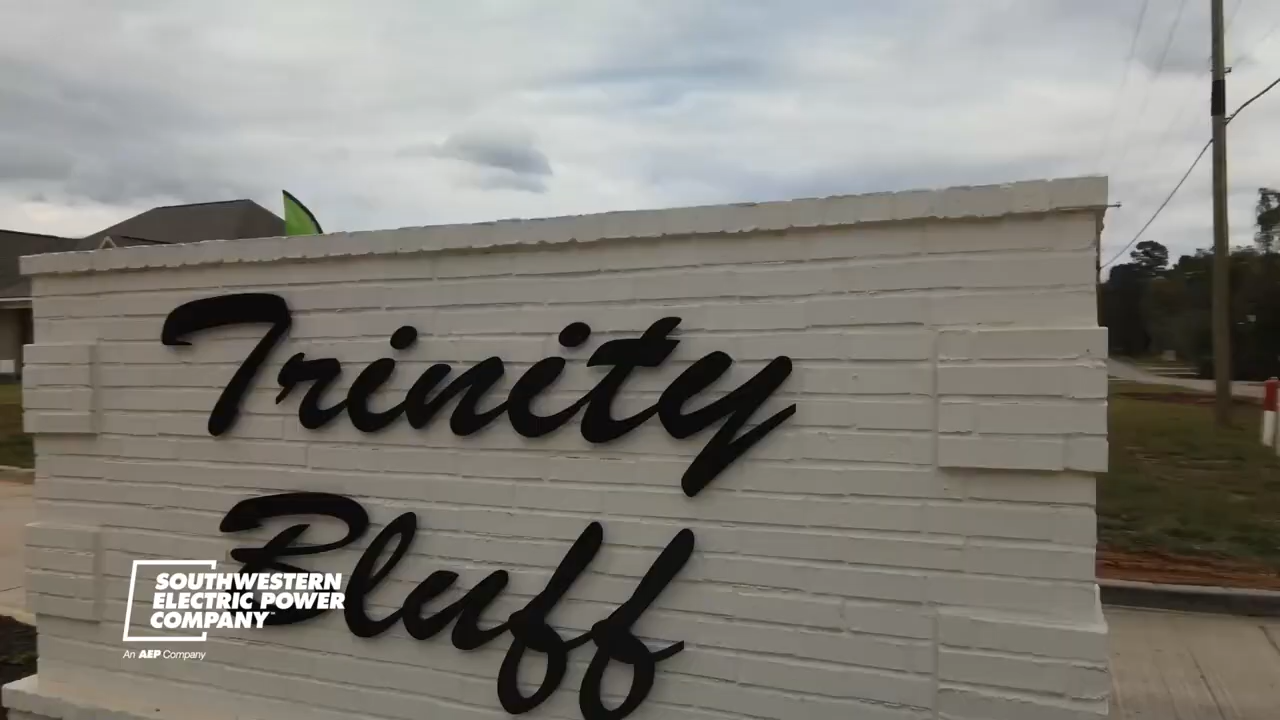 Trinity
Bluff
SOUTHWESTERN
ELECTRIC POWER
COMPANY
An AEP Company